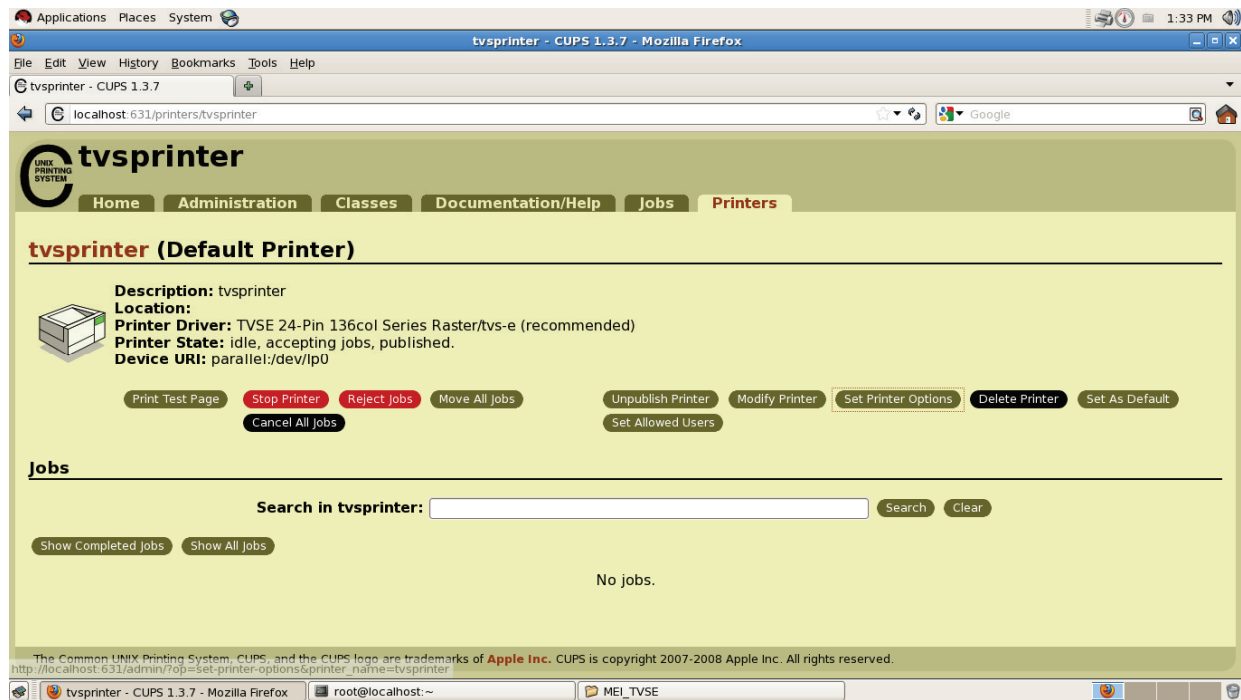 Applications Places System 1:33 PM
tvsprinter - CUPS 1.3.7 - Mozilla Firefox
File Edit View History Bookmarks Tools Help
tvsprinter - CUPS 1.3.7
localhost:631/printers/tvsprinter Google
UNIX
PRINTING
SYSTEM
tvsprinter
Home Administration Classes Documentation/Help Jobs Printers
tvsprinter (Default Printer)
Description: tvsprinter
Location:
Printer Driver: TVSE 24-Pin 136col Series Raster/tvs-e (recommended)
Printer State: idle, accepting jobs, published.
Device URI: parallel:/dev/lp0
Print Test Page Stop Printer Reject Jobs Move All Jobs Unpublish Printer Modify Printer Set Printer Options Delete Printer Set As Default
Cancel All Jobs Set Allowed Users
Jobs
Search in tvsprinter: Search Clear
Show Completed Jobs Show All Jobs
No jobs.
The Common UNIX Printing System, CUPS, and the CUPS logo are trademarks of Apple Inc. CUPS is copyright 2007-2008 Apple Inc. All rights reserved.
http://localhost:631/admin/?op=set-printer-options&printer_name=tvsprinter
tvsprinter - CUPS 1.3.7 - Mozilla Firefox root@localhost:~ MEI_TVSE